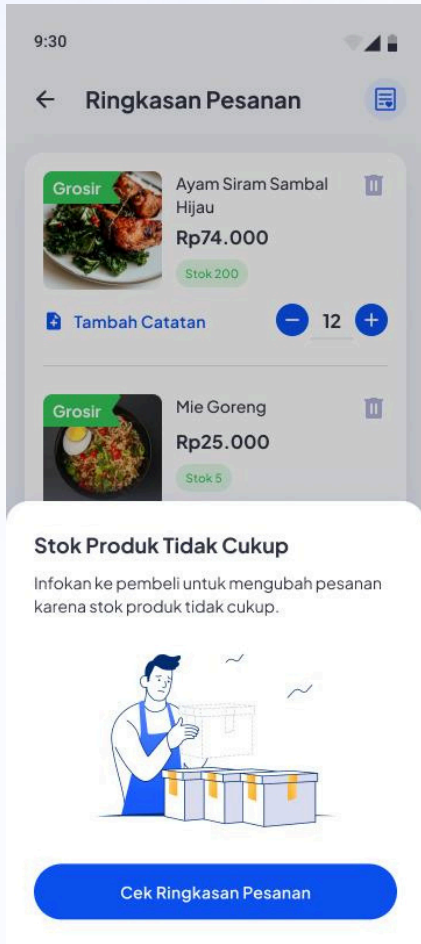 9:30
Ringkasan Pesanan
Grosir
Ayam Siram Sambal
Hijau
Rp74.000
Stok 200
Tambah Catatan
12
Grosir
Mie Goreng
Rp25.000
Stok 5
Stok Produk Tidak Cukup
Infokan ke pembeli untuk mengubah pesanan
karena stok produk tidak cukup.
Cek Ringkasan Pesanan